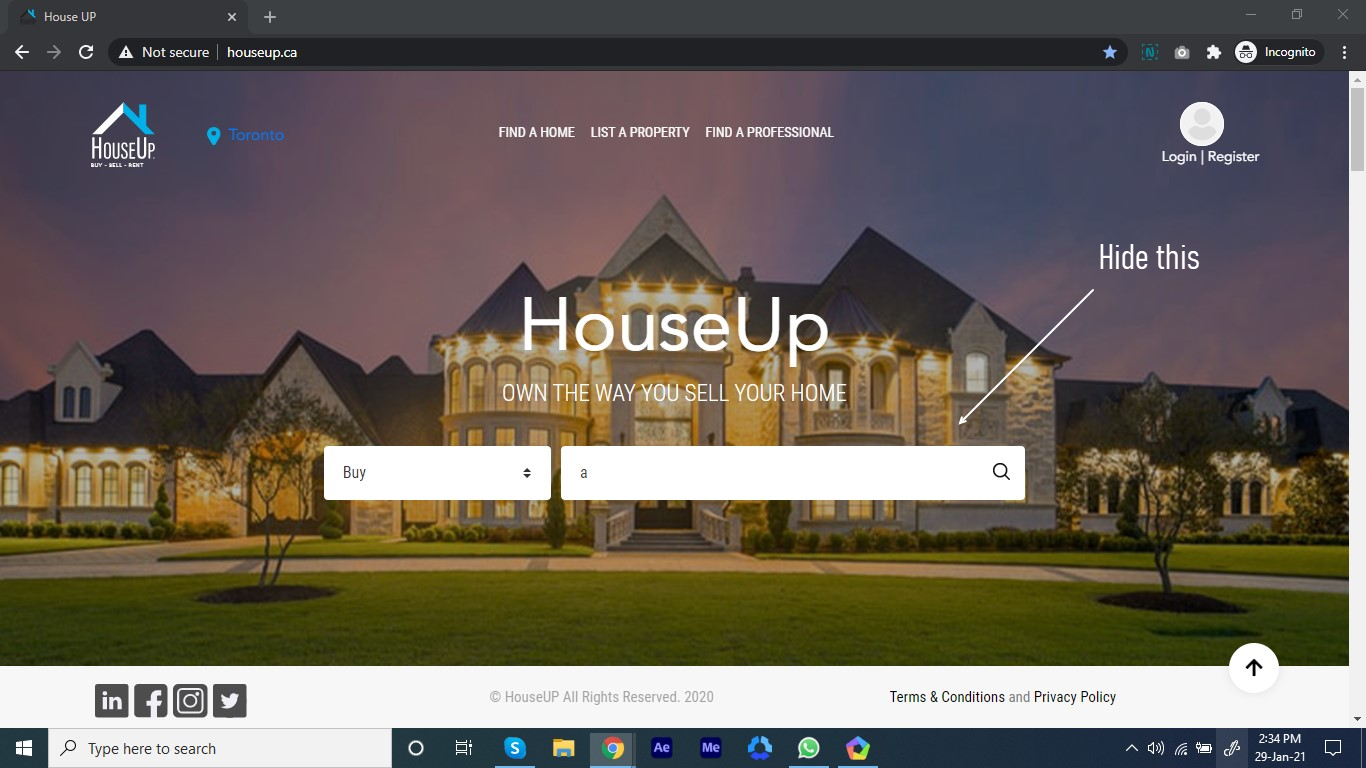 House UP
Not secure
houseup.ca
Incognito
HOUSEUP
BUY - SELL - RENT
Toronto
FIND A HOME
LIST A PROPERTY
FIND A PROFESSIONAL
Login | Register
Hide this
HouseUp
OWN THE WAY YOU SELL YOUR HOME
Buy
a
© HouseUP All Rights Reserved. 2020
Terms & Conditions and Privacy Policy
Type here to search
Ae
Me
2:34 PM
29-Jan-21